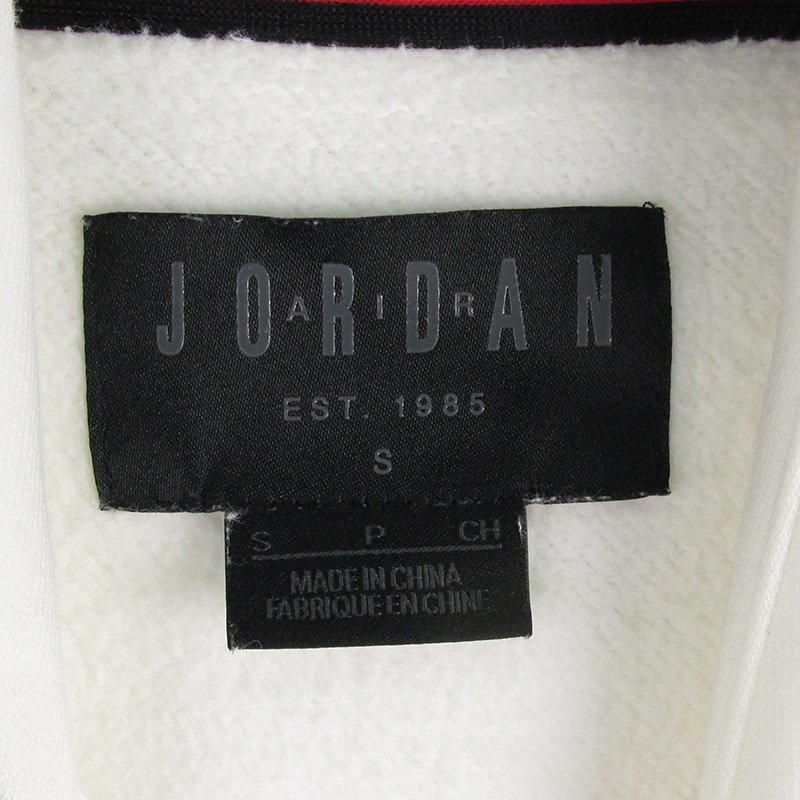 JORDAN
AIR
EST. 1985
S
S P CH
MADE IN CHINA
FABRIQUE EN CHINE